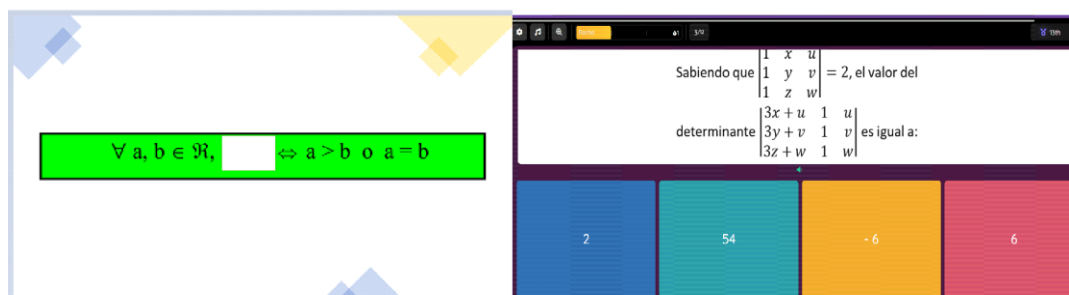 ∀ a, b ∈ ℜ, ⇔ a > b o a = b
3/12
13th
Sabiendo que |1 x u| = 2, el valor del
|1 y v|
|1 z w|
determinante |3x + u 1 u| es igual a:
|3y + v 1 v|
|3z + w 1 w|
2
54
- 6
6